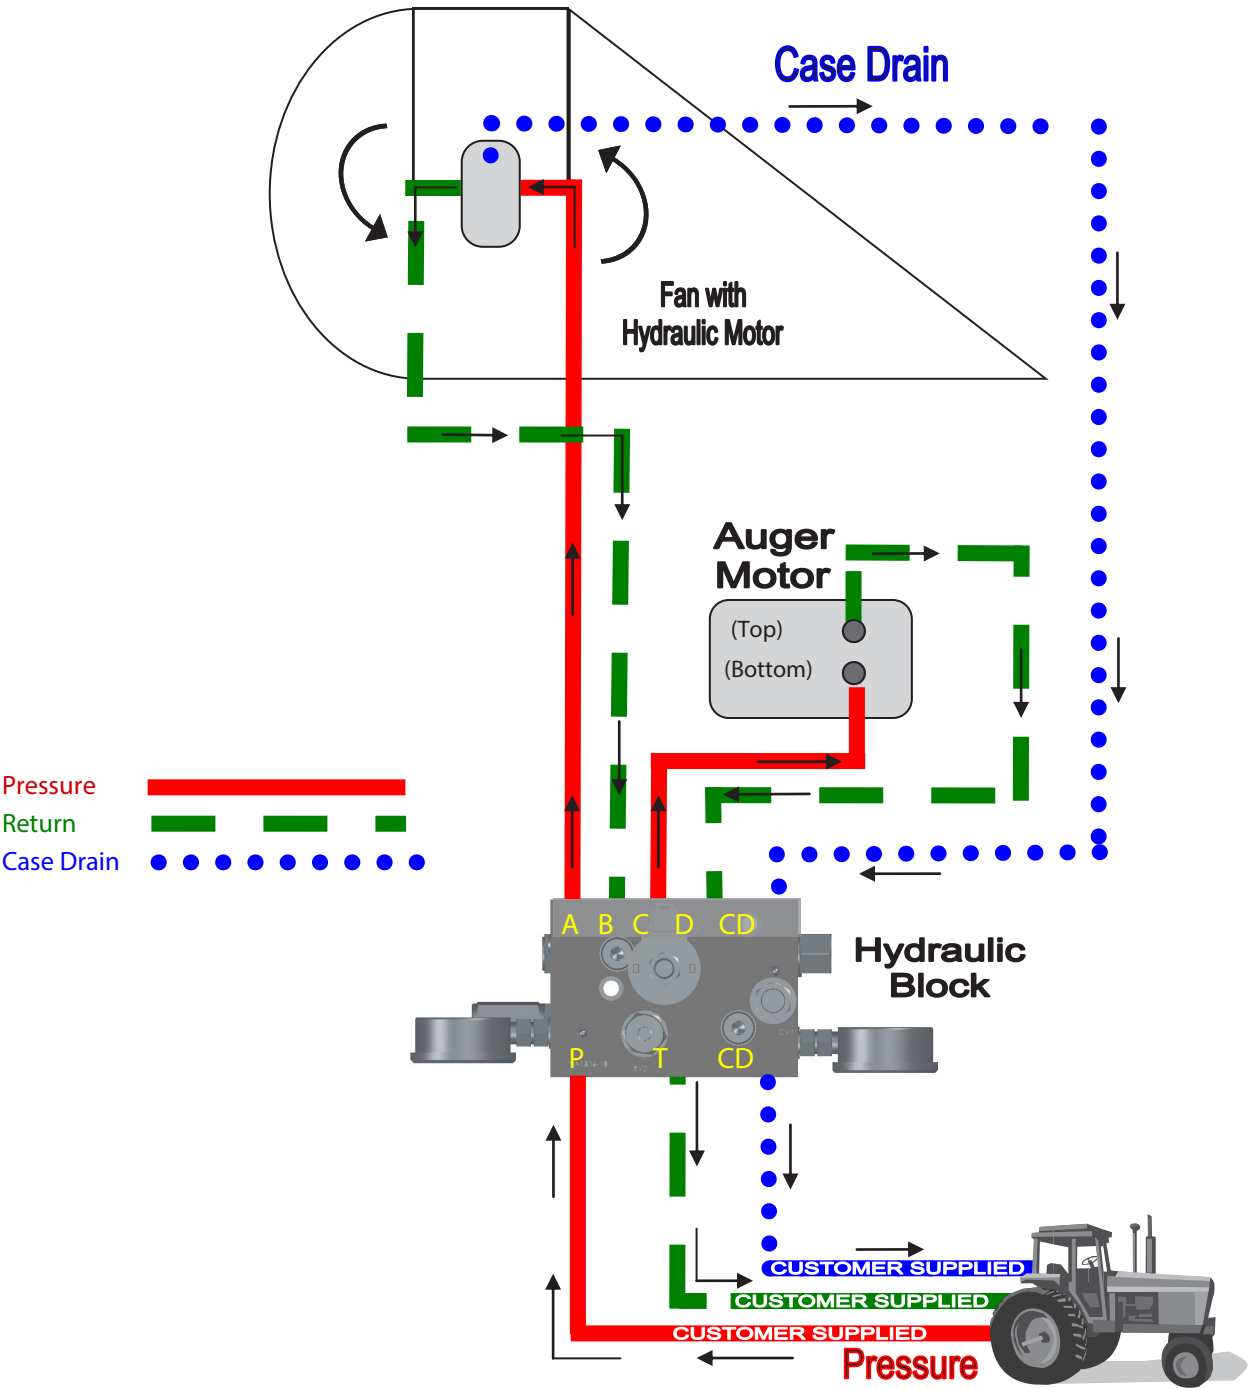 Case Drain
Fan with
Hydraulic Motor
Auger
Motor
(Top)
(Bottom)
Pressure
Return
Case Drain
A B C D CD
Hydraulic
Block
P T CD
CUSTOMER SUPPLIED
CUSTOMER SUPPLIED
CUSTOMER SUPPLIED
Pressure